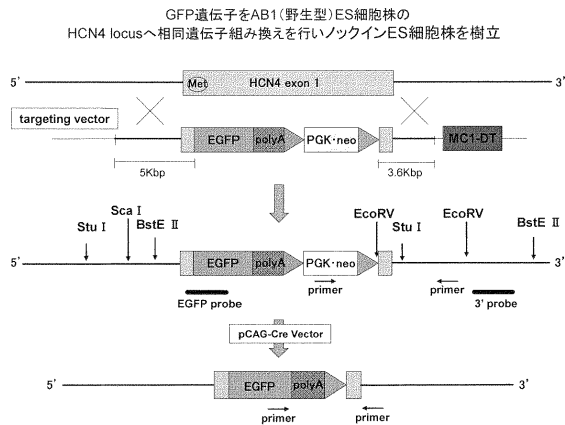 GFP遺伝子をAB1(野生型)ES細胞株の
HCN4 locusへ相同遺伝子組み換えを行いノックインES細胞株を樹立
5' Met HCN4 exon 1 3'
targeting vector
EGFP polyA PGK・neo MC1-DT
5Kbp 3.6Kbp
Sca I EcoRV EcoRV
Stu I BstE II Stu I BstE II
5' EGFP polyA PGK・neo 3'
EGFP probe primer primer 3' probe
pCAG-Cre Vector
5' EGFP polyA 3'
primer primer